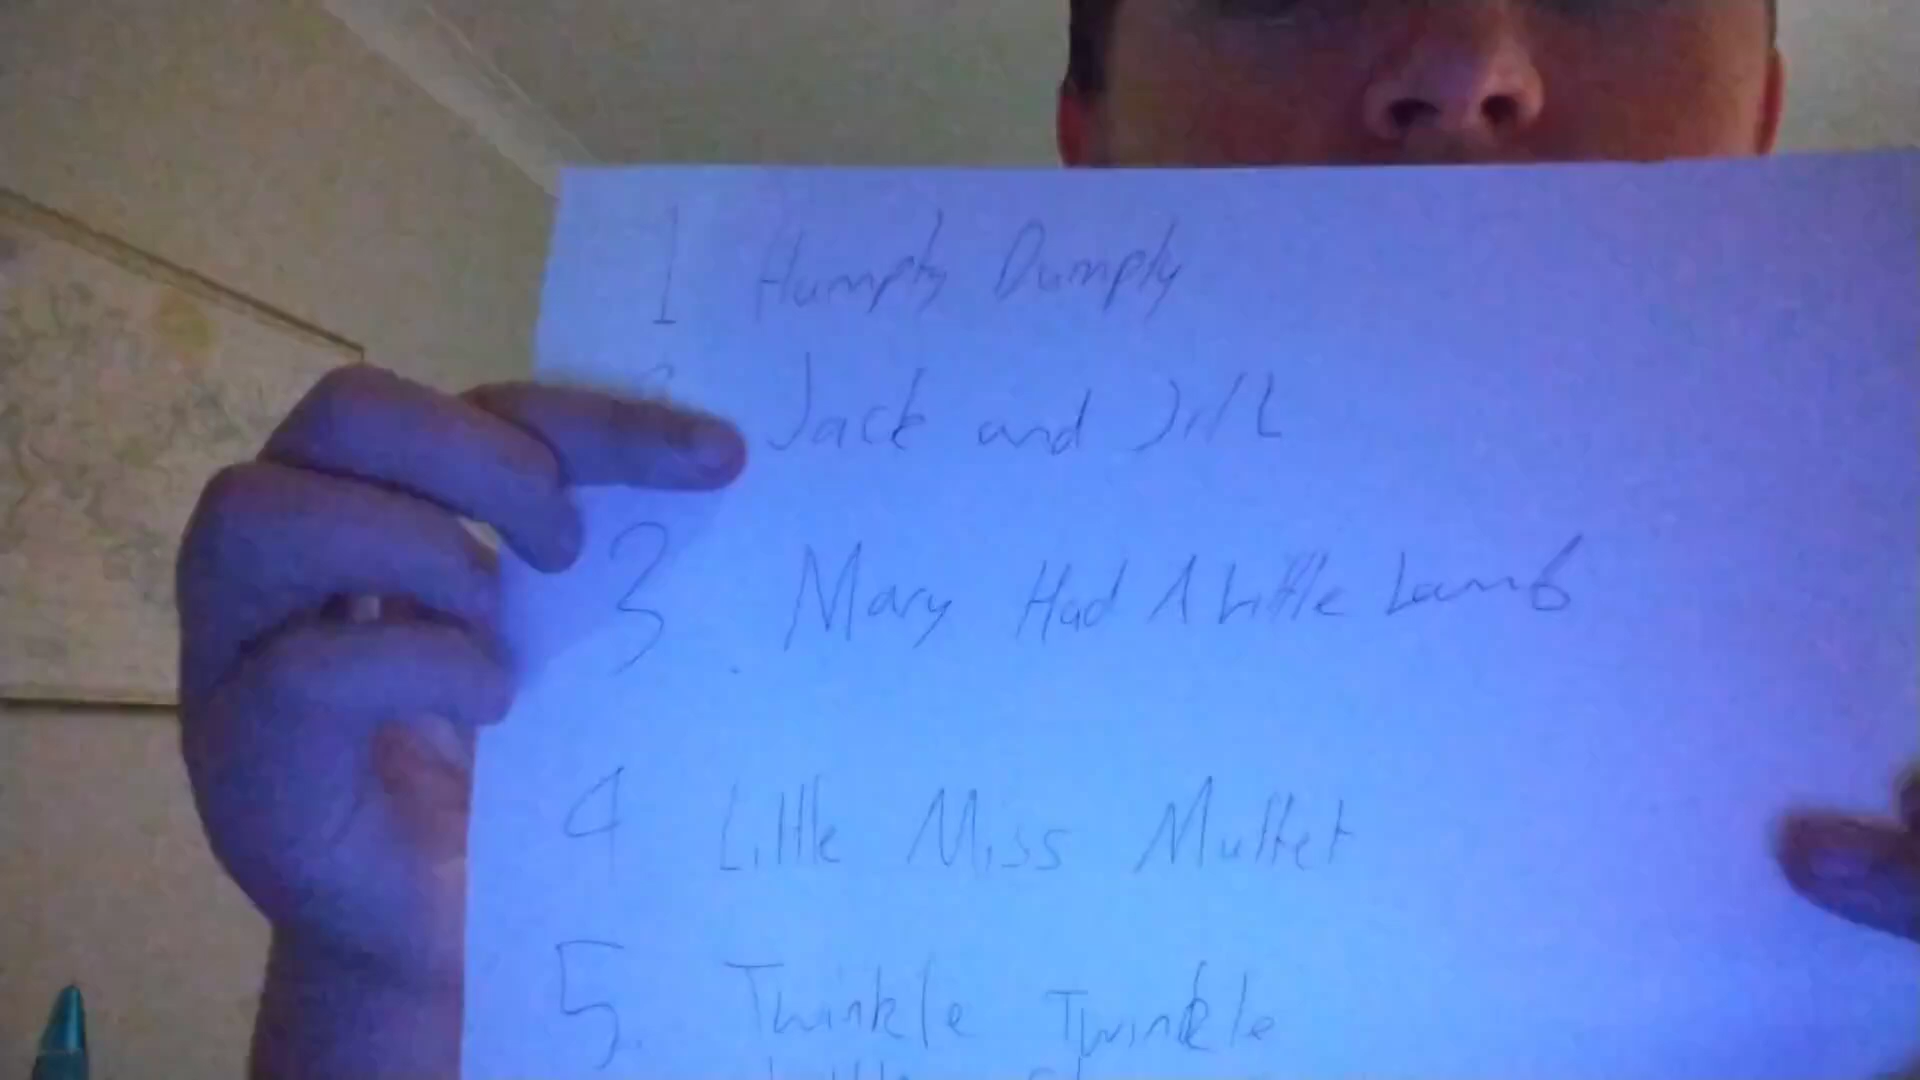 1 Humpty Dumpty
Jack and Jill
3 Mary Had A Little Lamb
4 Little Miss Muffet
5. Twinkle Twinkle